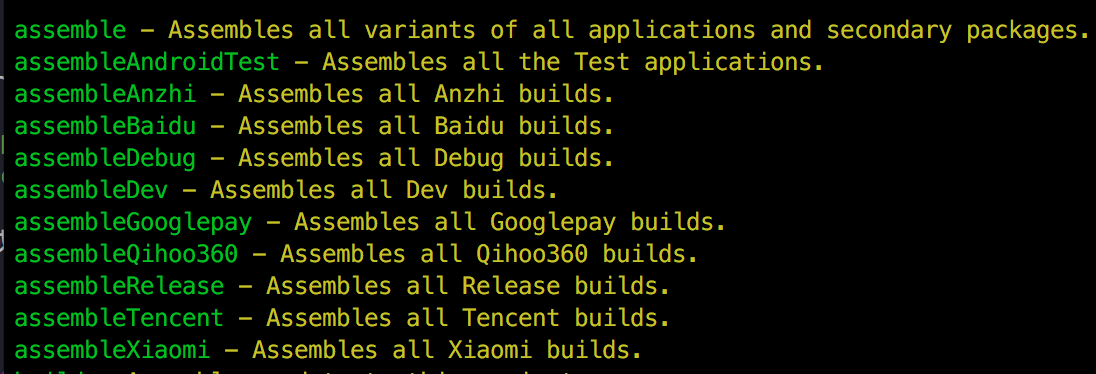 assemble - Assembles all variants of all applications and secondary packages.
assembleAndroidTest - Assembles all the Test applications.
assembleAnzhi - Assembles all Anzhi builds.
assembleBaidu - Assembles all Baidu builds.
assembleDebug - Assembles all Debug builds.
assembleDev - Assembles all Dev builds.
assembleGooglepay - Assembles all Googlepay builds.
assembleQihoo360 - Assembles all Qihoo360 builds.
assembleRelease - Assembles all Release builds.
assembleTencent - Assembles all Tencent builds.
assembleXiaomi - Assembles all Xiaomi builds.